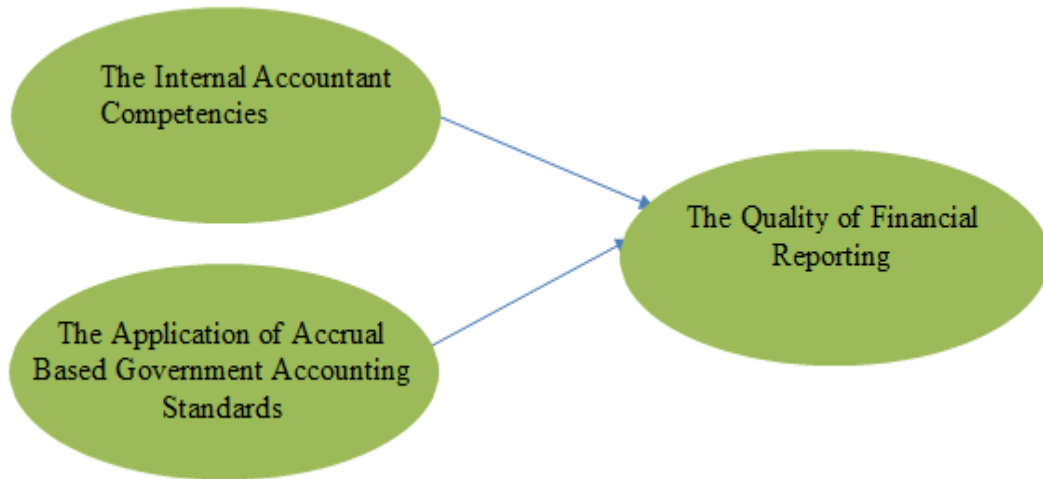 The Internal Accountant
Competencies
The Quality of Financial
Reporting
The Application of Accrual
Based Government Accounting
Standards